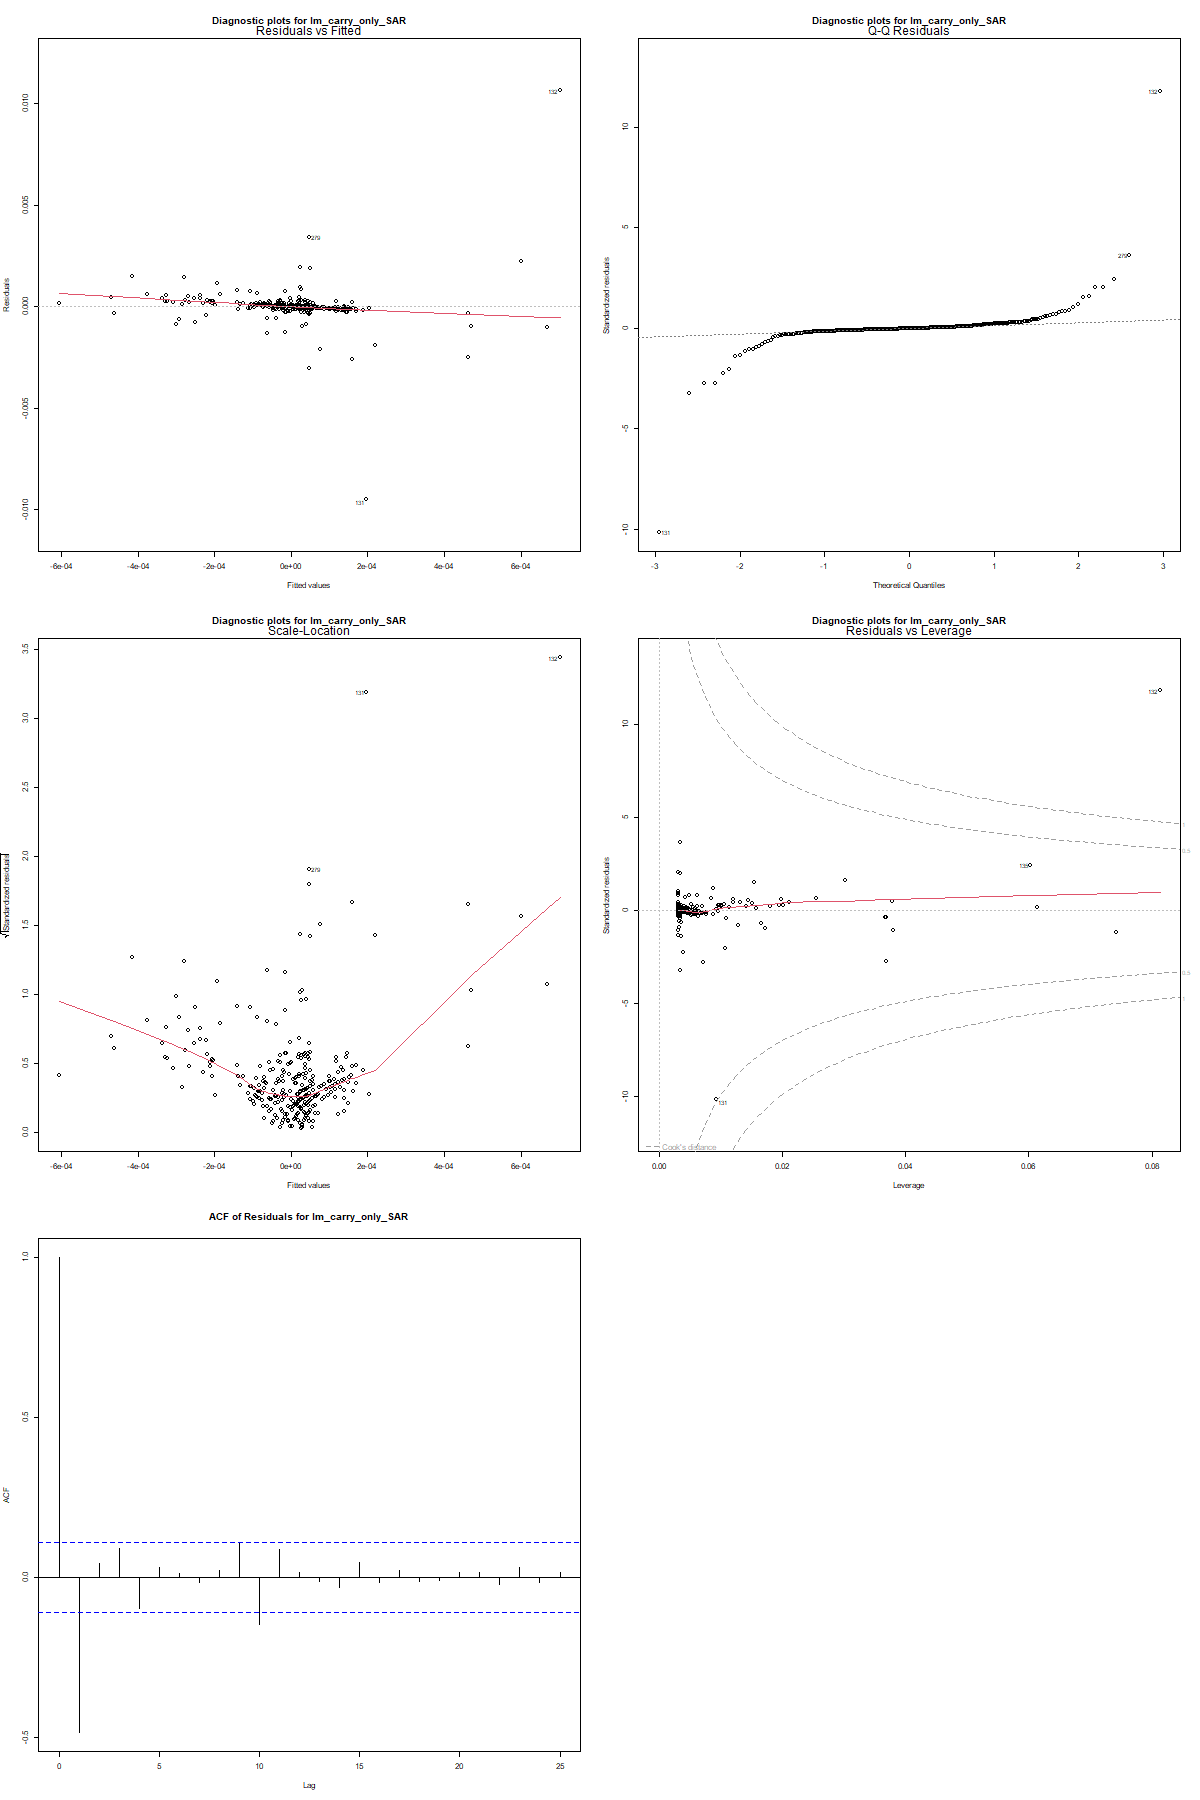 Diagnostic plots for lm_carry_only_SAR
Residuals vs Fitted
Residuals
0.010
0.005
0.000
-0.005
-0.010
132
279
131
-6e-04 -4e-04 -2e-04 0e+00 2e-04 4e-04 6e-04
Fitted values
Diagnostic plots for lm_carry_only_SAR
Q-Q Residuals
Standardized residuals
10
5
0
-5
-10
132
279
131
-3 -2 -1 0 1 2 3
Theoretical Quantiles
Diagnostic plots for lm_carry_only_SAR
Scale-Location
√|Standardized residuals|
3.5
3.0
2.5
2.0
1.5
1.0
0.5
0.0
132
131
279
-6e-04 -4e-04 -2e-04 0e+00 2e-04 4e-04 6e-04
Fitted values
Diagnostic plots for lm_carry_only_SAR
Residuals vs Leverage
Standardized residuals
10
5
0
-5
-10
132
1
0.5
0.5
1
131
Cook's distance
0.00 0.02 0.04 0.06 0.08
Leverage
ACF of Residuals for lm_carry_only_SAR
ACF
1.0
0.5
0.0
-0.5
0 5 10 15 20 25
Lag